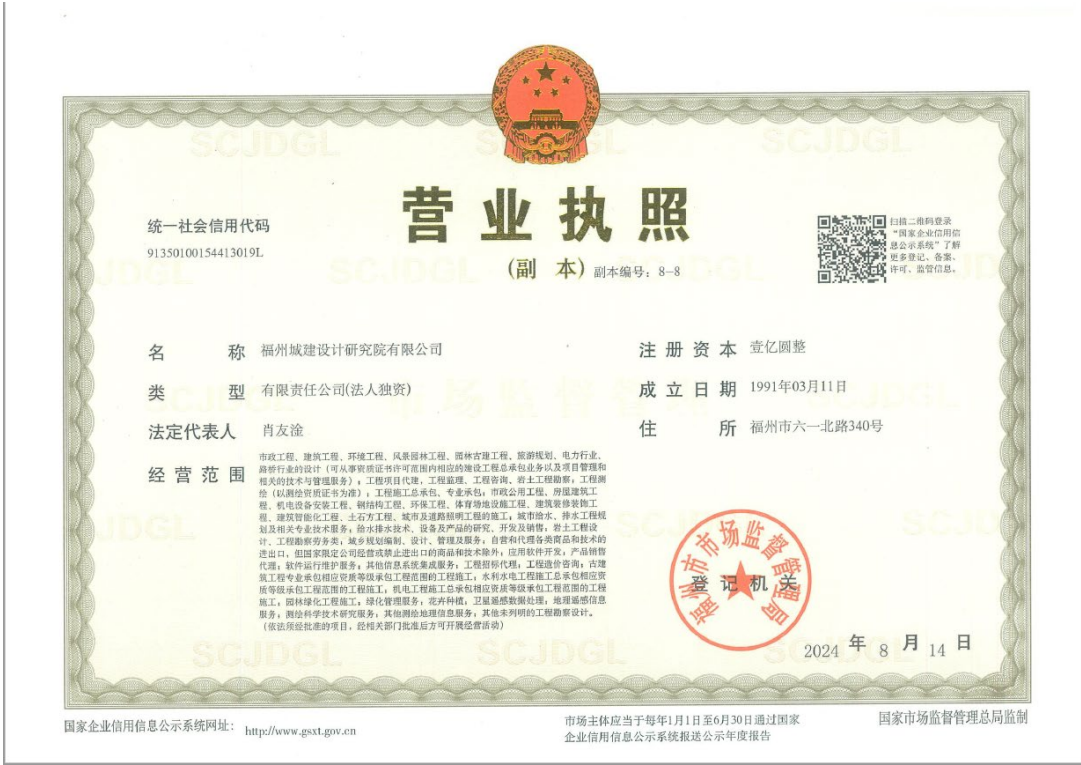 营业执照
(副 本) 副本编号：8-8
统一社会信用代码
91350100154413019L
扫描二维码登录
“国家企业信用信
息公示系统”了解
更多登记、备案、
许可、监管信息。
名 称 福州城建设计研究院有限公司
类 型 有限责任公司(法人独资)
法定代表人 肖友淦
经营范围
市政工程、建筑工程、环境工程、风景园林工程、园林古建工程、旅游规划、电力行业、
路桥行业的设计（可从事资质证书许可范围内相应的建设工程总承包业务以及项目管理和
相关的技术与管理服务）；工程项目代建，工程监理、工程咨询、岩土工程勘察；工程测
绘（以测绘资质证书为准）；工程施工总承包、专业承包；市政公用工程、房屋建筑工
程、机电设备安装工程、钢结构工程、环保工程、体育场地设施工程、建筑装修装饰工
程、建筑智能化工程、土石方工程、城市及道路照明工程的施工；城市给水、排水工程规
划及相关专业技术服务；给水排水技术、设备及产品的研究、开发及销售；岩土工程设
计、工程勘察劳务类；城乡规划编制、设计、管理及服务；自营和代理各类商品和技术的
进出口，但国家限定公司经营或禁止进出口的商品和技术除外；应用软件开发；产品销售
代理；软件运行维护服务；其他信息系统集成服务；工程招标代理；工程造价咨询；古建
筑工程专业承包相应资质等级承包工程范围的工程施工；水利水电工程施工总承包相应资
质等级承包工程范围的工程施工；机电工程施工总承包相应资质等级承包工程范围的工程
施工；园林绿化工程施工；绿化管理服务；花卉种植；卫星遥感数据处理；地理遥感信息
服务；测绘科学技术研究服务；其他测绘地理信息服务；其他未列明的工程勘察设计。
（依法须经批准的项目，经相关部门批准后方可开展经营活动）
注册资本 壹亿圆整
成立日期 1991年03月11日
住 所 福州市六一北路340号
福州市市场监督管理局
登记机关
2024 年 8 月 14 日
国家企业信用信息公示系统网址： http://www.gsxt.gov.cn
市场主体应当于每年1月1日至6月30日通过国家
企业信用信息公示系统报送公示年度报告
国家市场监督管理总局监制